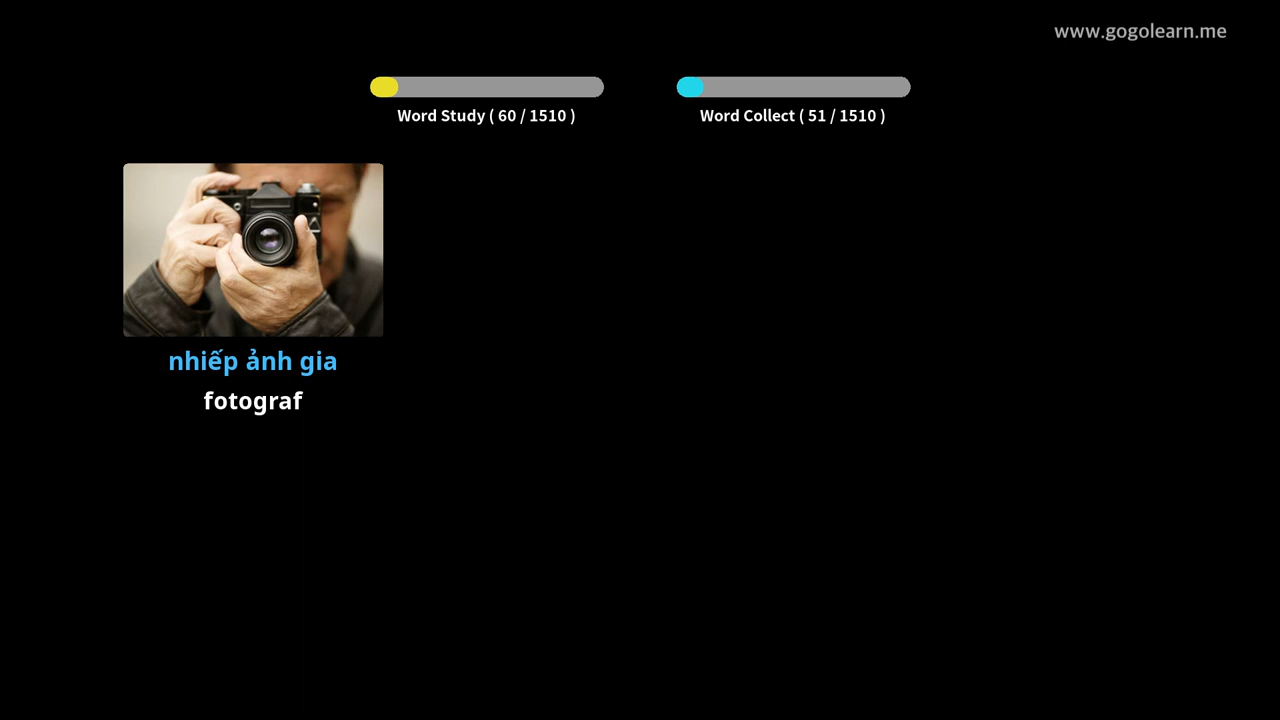 www.gogolearn.me
Word Study ( 60 / 1510 )
Word Collect ( 51 / 1510 )
nhiếp ảnh gia
fotograf